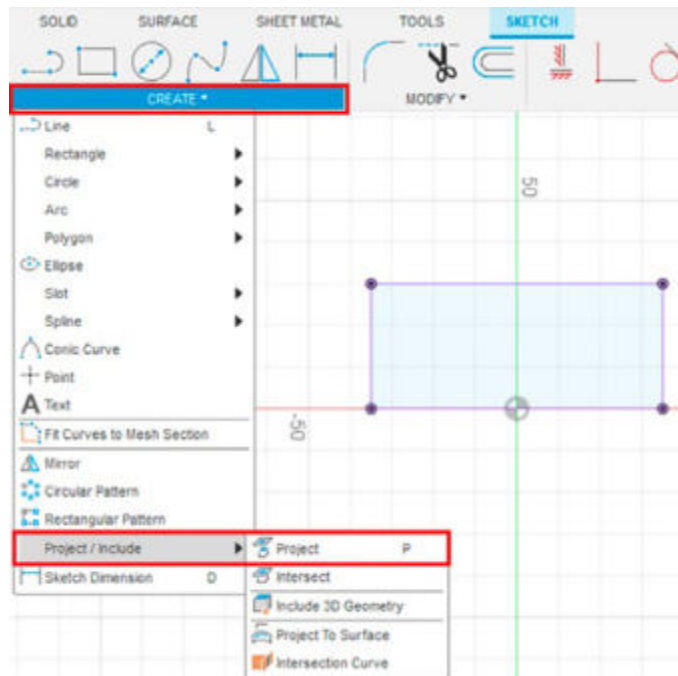 SOLID SURFACE SHEET METAL TOOLS SKETCH
CREATE MODIFY
Line L
Rectangle
Circle
Arc
Polygon
Ellipse
Slot
Spline
Conic Curve
Point
A Text
Fit Curves to Mesh Section
Mirror
Circular Pattern
Rectangular Pattern
Project / Include
Sketch Dimension D
Project P
Intersect
Include 3D Geometry
Project To Surface
Intersection Curve
50
-50